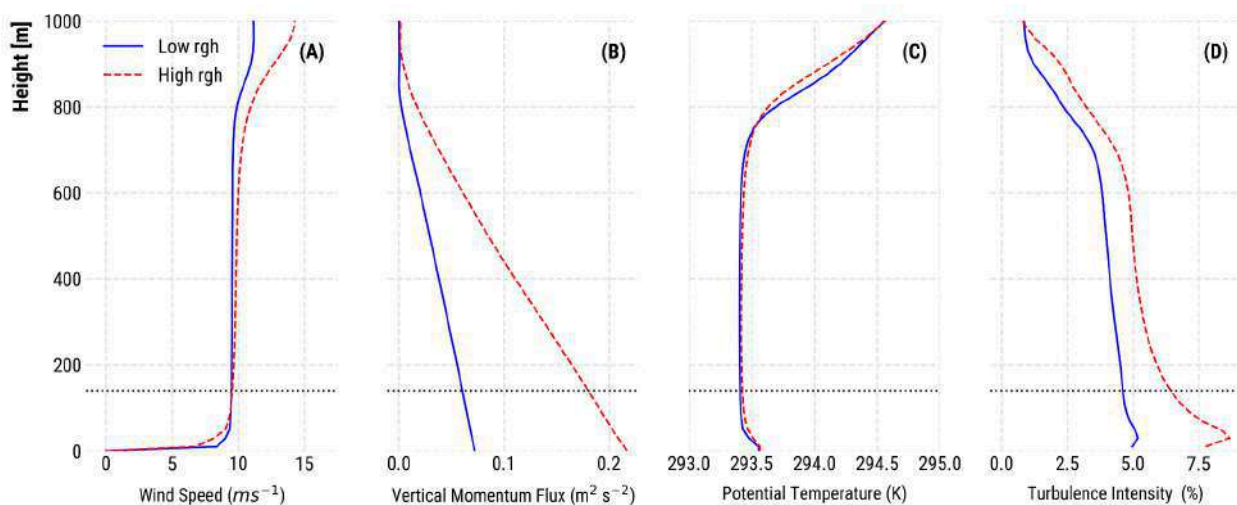 Height [m]
1000
800
600
400
200
0
Low rgh
High rgh
(A)
(B)
(C)
(D)
0 5 10 15
0.0 0.1 0.2
293.0 293.5 294.0 294.5 295.0
0.0 2.5 5.0 7.5
Wind Speed (ms⁻¹)
Vertical Momentum Flux (m² s⁻²)
Potential Temperature (K)
Turbulence Intensity (%)